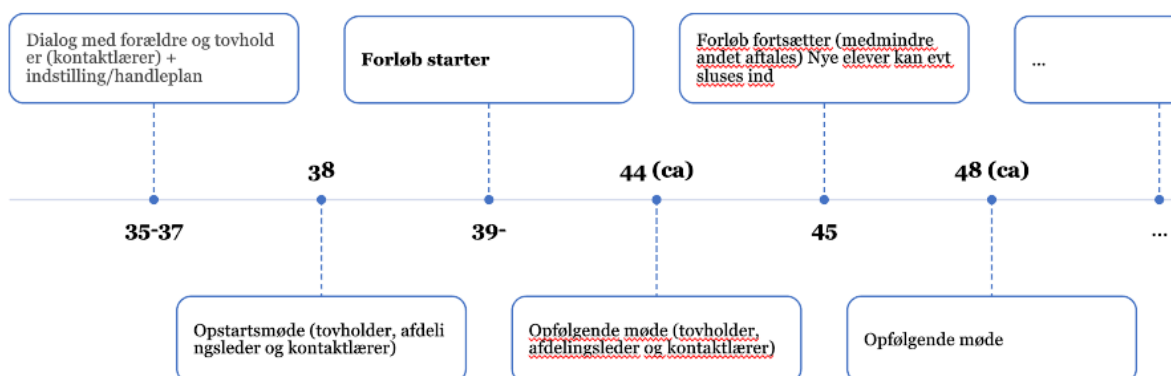 Dialog med forældre og tovhold
er (kontaktlærer) +
indstilling/handleplan
Forløb starter
Forløb fortsætter (medmindre
andet aftales) Nye elever kan evt
sluses ind
...
38
44 (ca)
48 (ca)
35-37
39-
45
...
Opstartsmøde (tovholder, afdeli
ngsleder og kontaktlærer)
Opfølgende møde (tovholder,
afdelingsleder og kontaktlærer)
Opfølgende møde